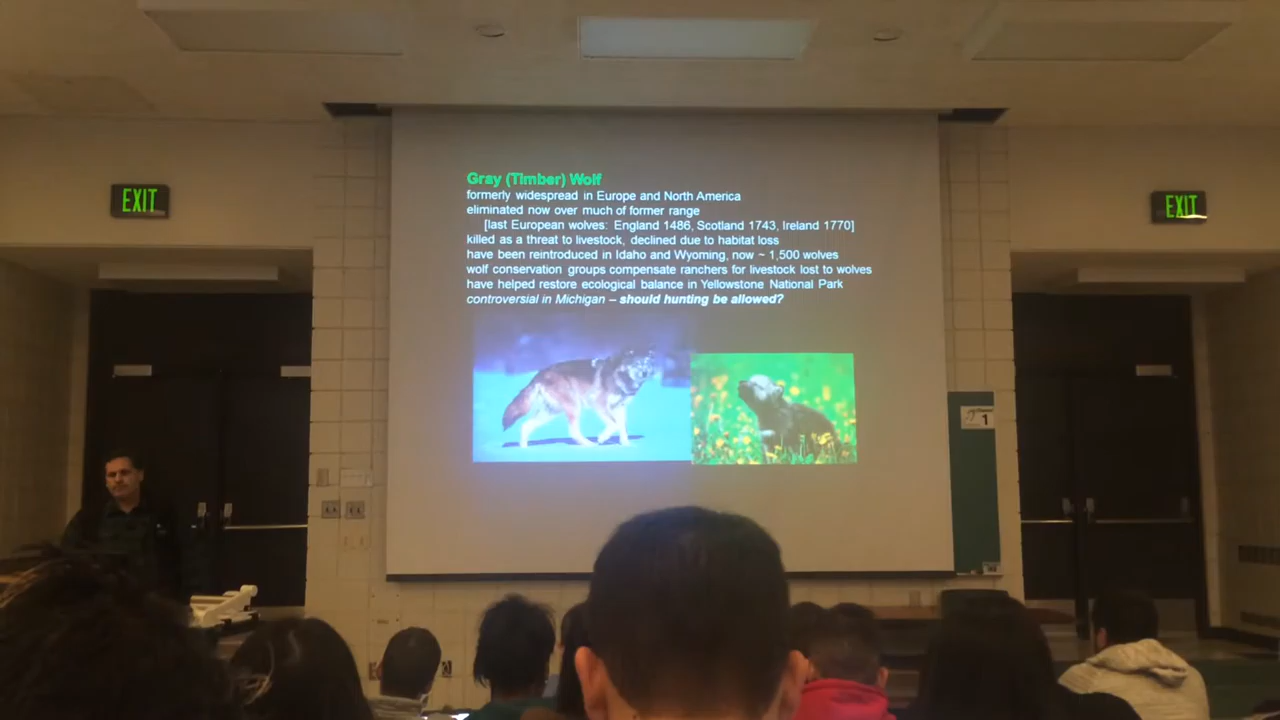 Gray (Timber) Wolf
formerly widespread in Europe and North America
eliminated now over much of former range
[last European wolves: England 1486, Scotland 1743, Ireland 1770]
killed as a threat to livestock, declined due to habitat loss
have been reintroduced in Idaho and Wyoming, now ~ 1,500 wolves
wolf conservation groups compensate ranchers for livestock lost to wolves
have helped restore ecological balance in Yellowstone National Park
controversial in Michigan – should hunting be allowed?
EXIT
EXIT
1